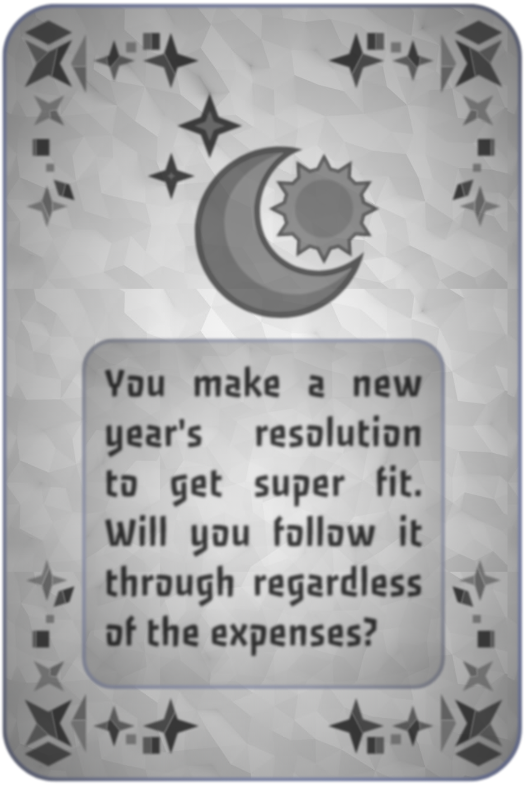 You make a new
year's resolution
to get super fit.
Will you follow it
through regardless
of the expenses?